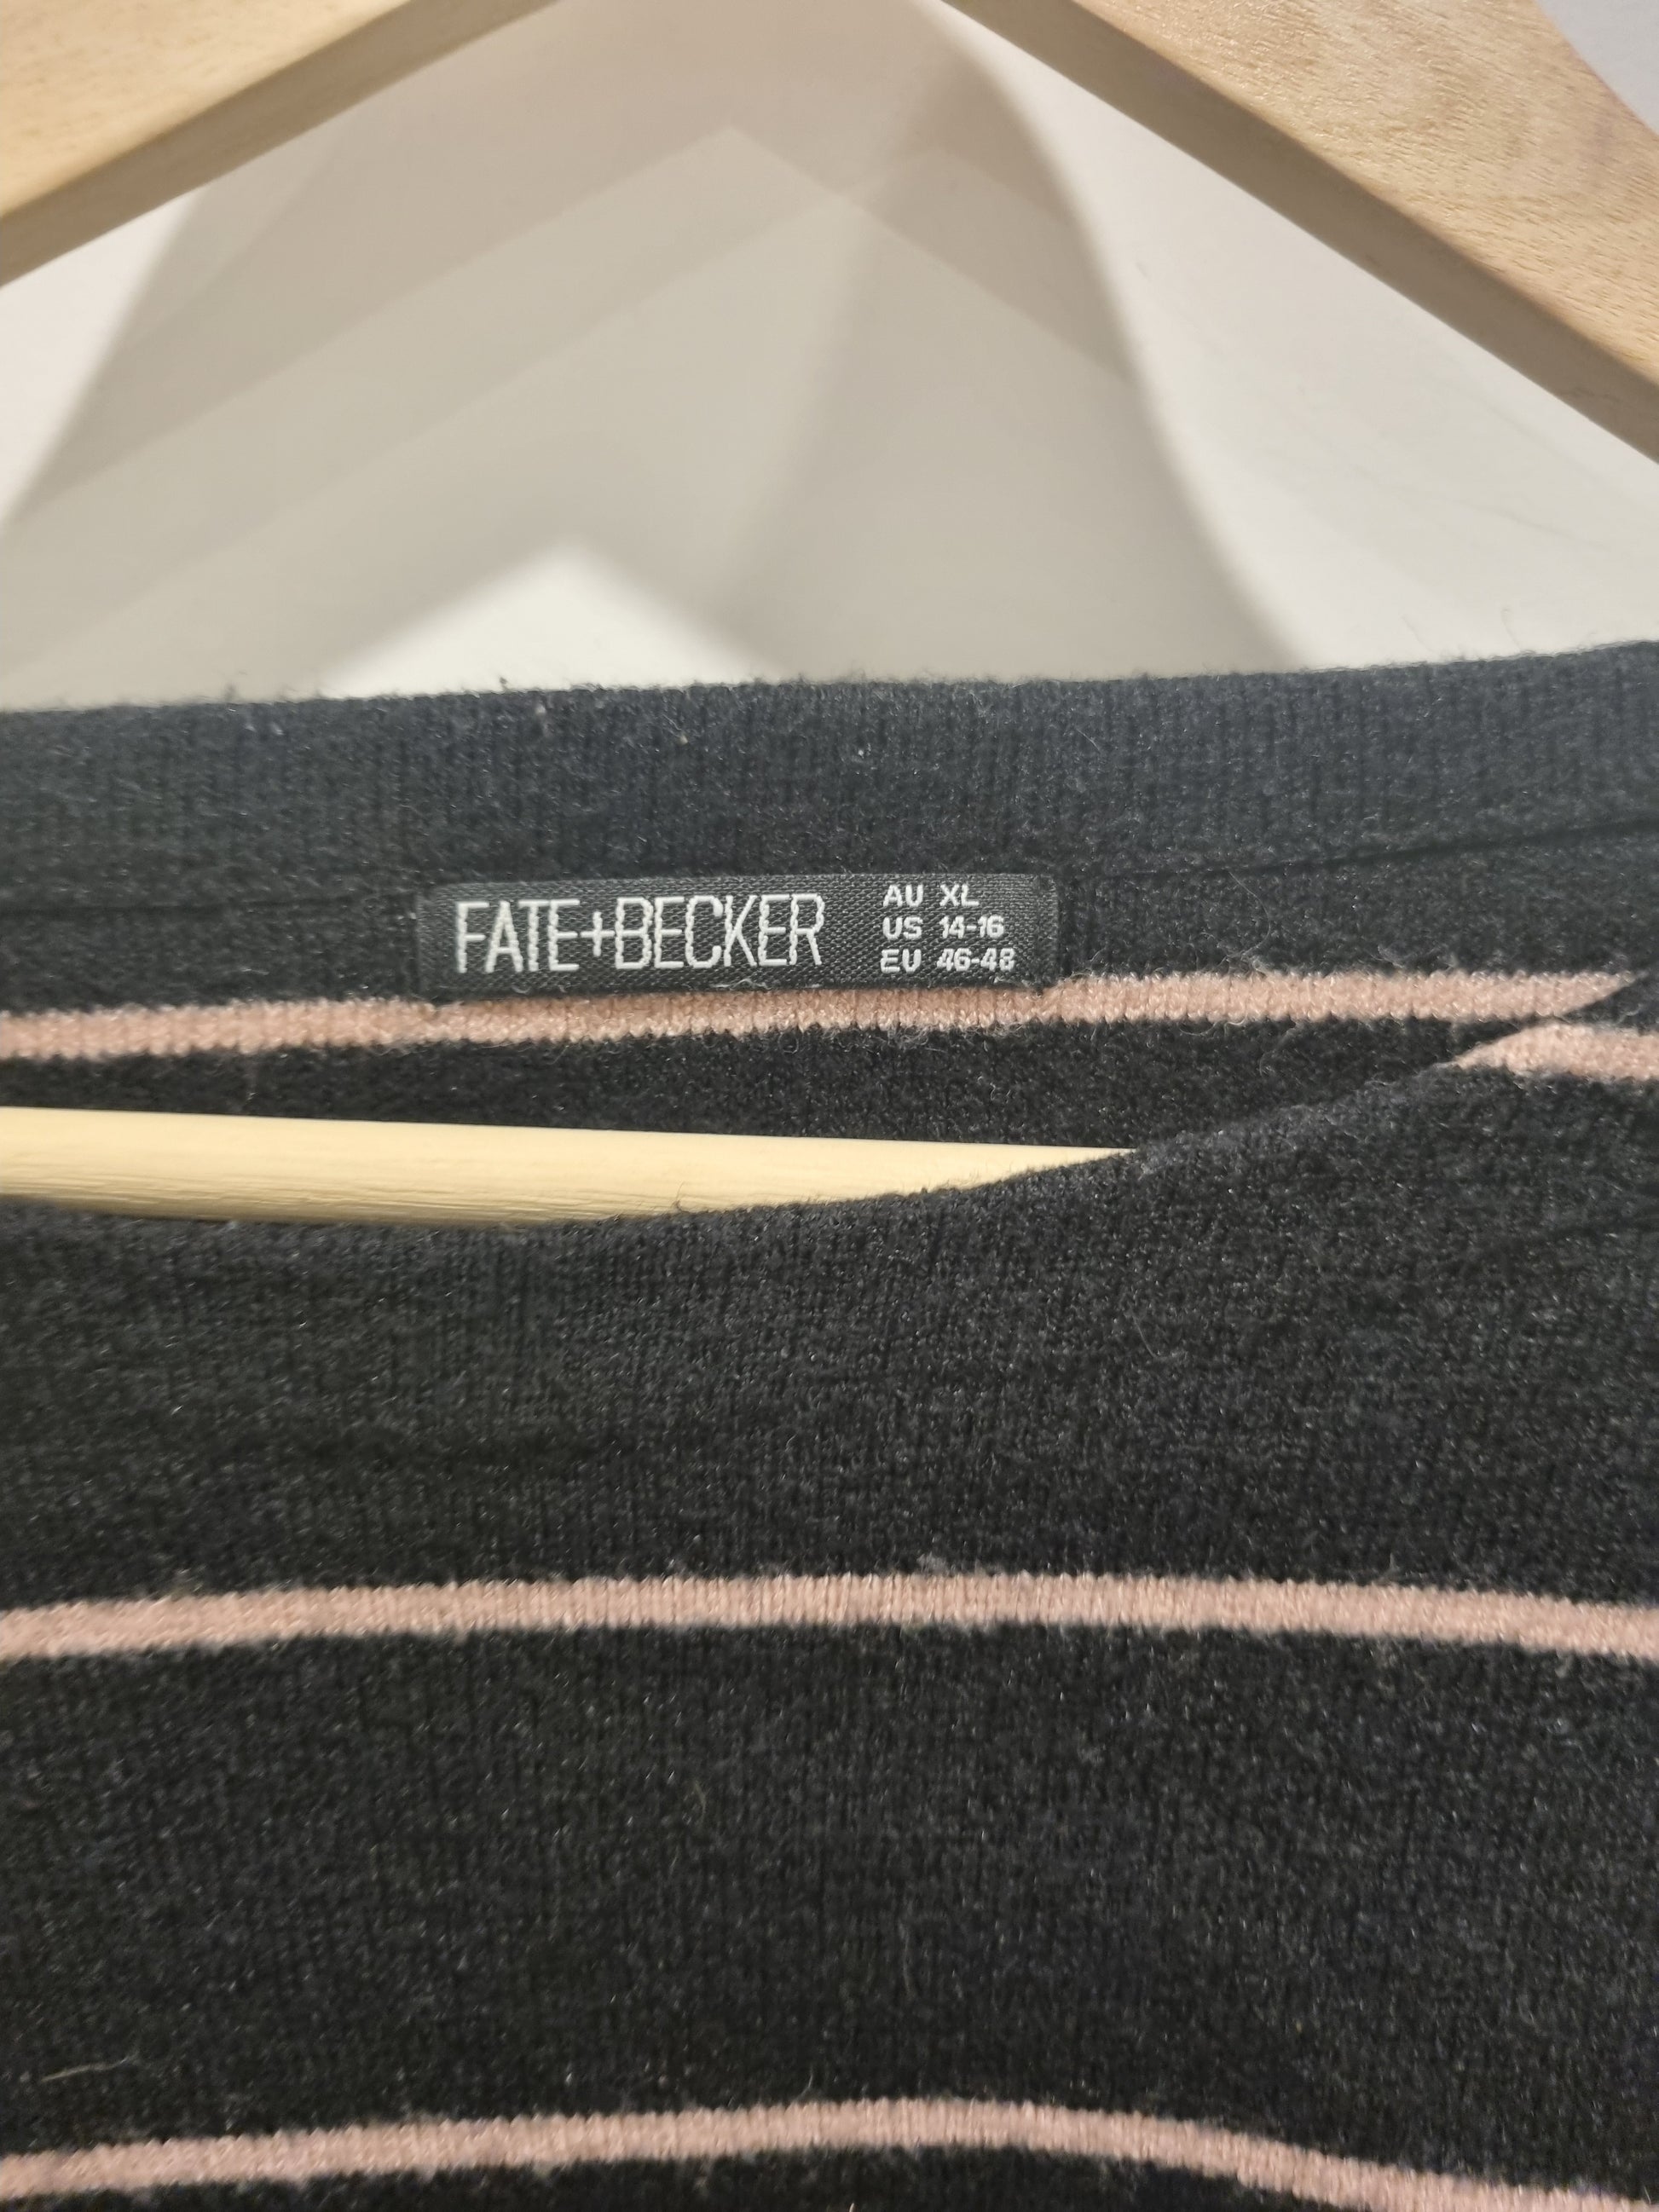 FATE+BECKER
AU XL
US 14-16
EU 46-48